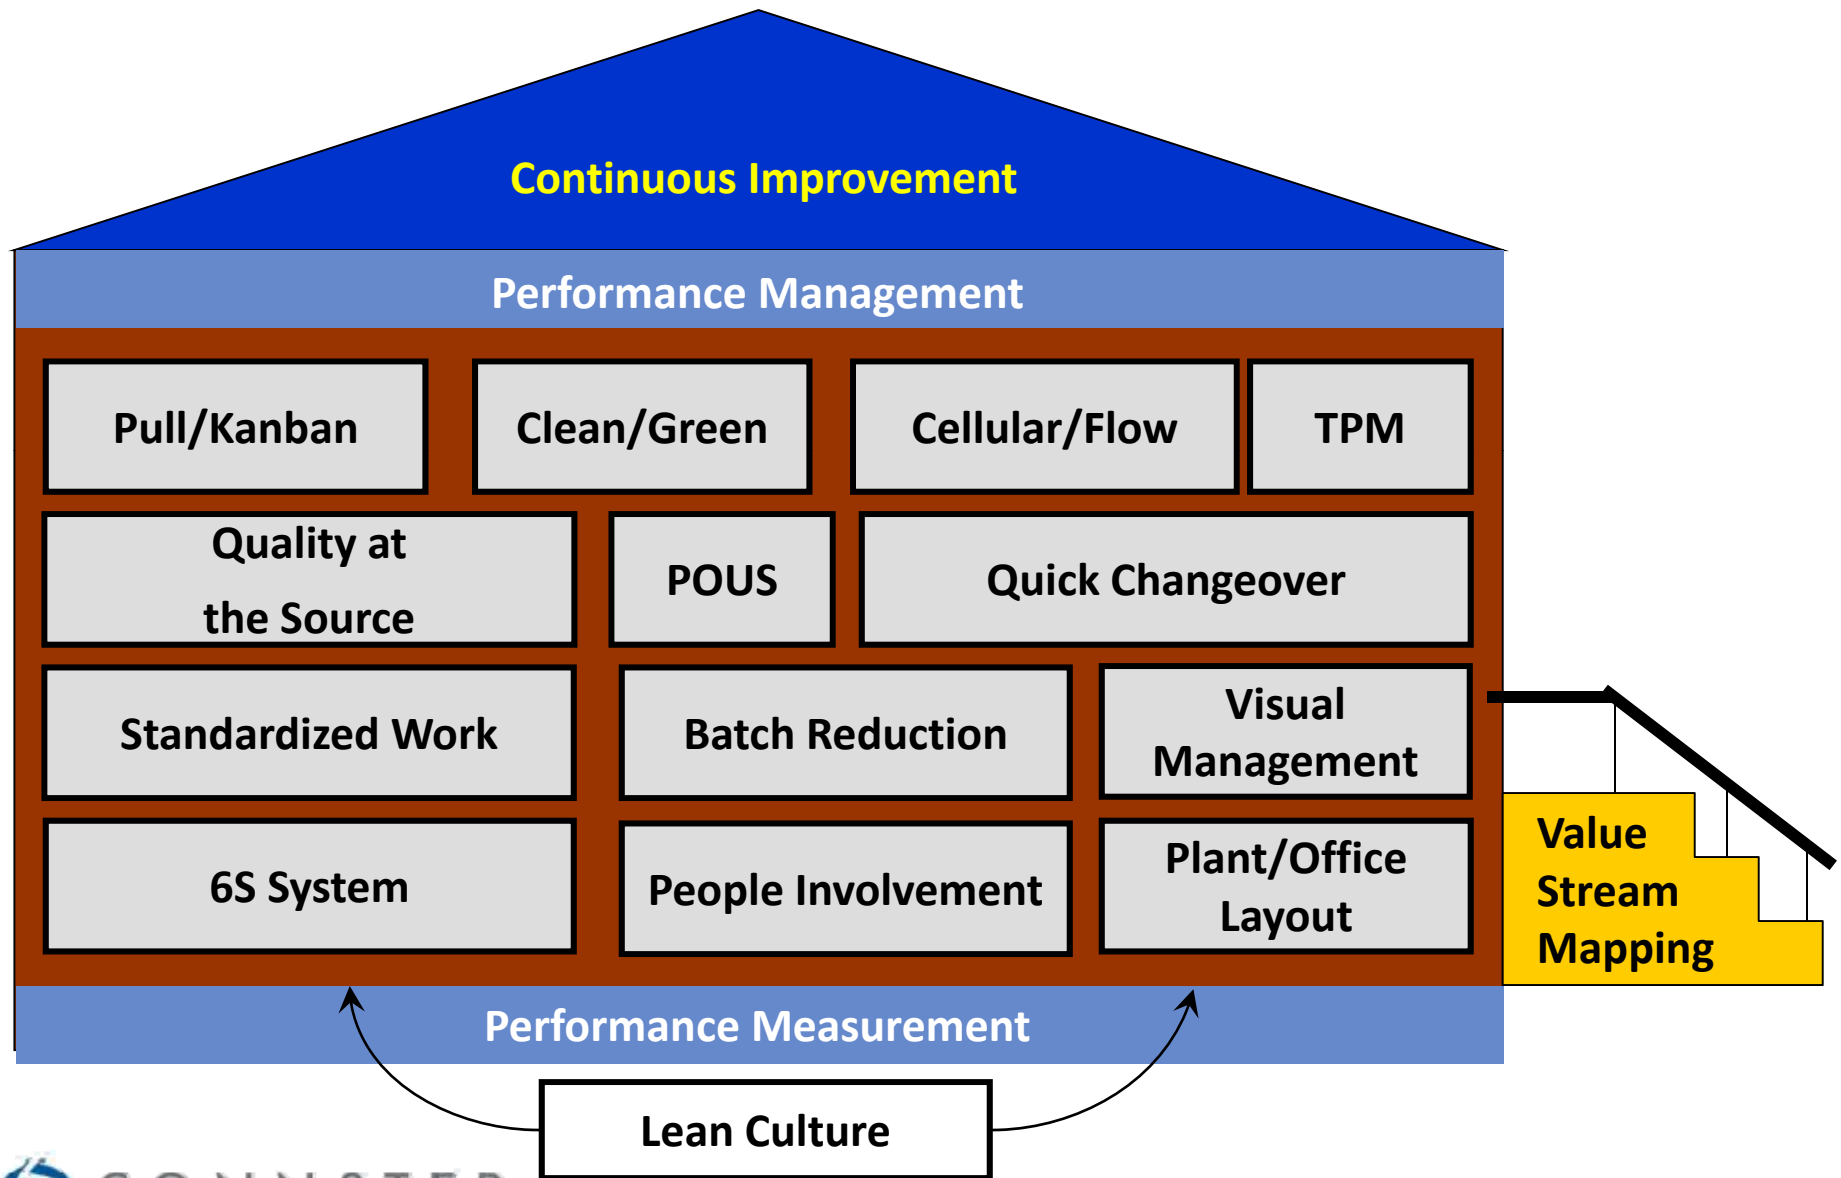 Continuous Improvement
Performance Management
Pull/Kanban
Clean/Green
Cellular/Flow
TPM
Quality at
the Source
POUS
Quick Changeover
Standardized Work
Batch Reduction
Visual
Management
6S System
People Involvement
Plant/Office
Layout
Value
Stream
Mapping
Performance Measurement
Lean Culture
CONNSTEP